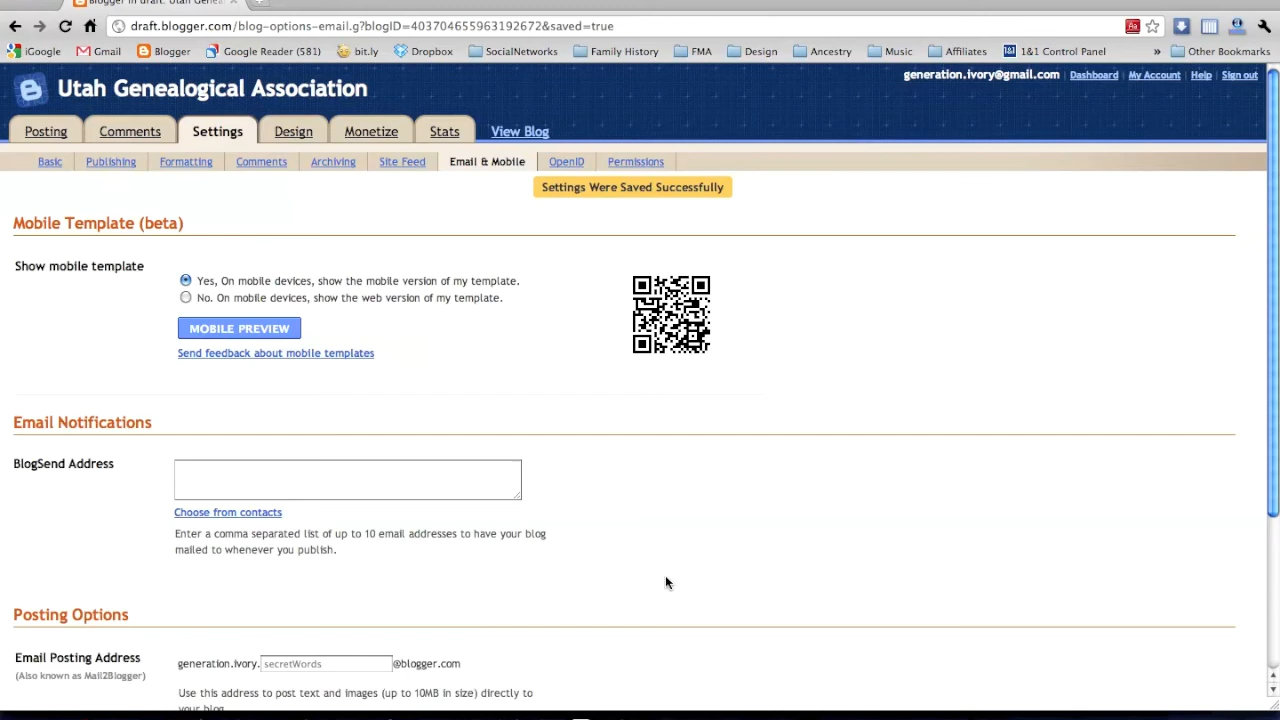 Blogger in draft: Utah Geneal
draft.blogger.com/blog-options-email.g?blogID=403704655963192672&saved=true
iGoogle Gmail Blogger Google Reader (581) bit.ly Dropbox SocialNetworks Family History FMA Design Ancestry Music Affiliates 1&1 Control Panel » Other Bookmarks
generation.ivory@gmail.com | Dashboard | My Account | Help | Sign out
Utah Genealogical Association
Posting Comments Settings Design Monetize Stats View Blog
Basic Publishing Formatting Comments Archiving Site Feed Email & Mobile OpenID Permissions
Settings Were Saved Successfully
Mobile Template (beta)
Show mobile template
Yes, On mobile devices, show the mobile version of my template.
No. On mobile devices, show the web version of my template.
MOBILE PREVIEW
Send feedback about mobile templates
Email Notifications
BlogSend Address
Choose from contacts
Enter a comma separated list of up to 10 email addresses to have your blog
mailed to whenever you publish.
Posting Options
Email Posting Address
(Also known as Mail2Blogger)
generation.ivory. secretWords @blogger.com
Use this address to post text and images (up to 10MB in size) directly to
your blog